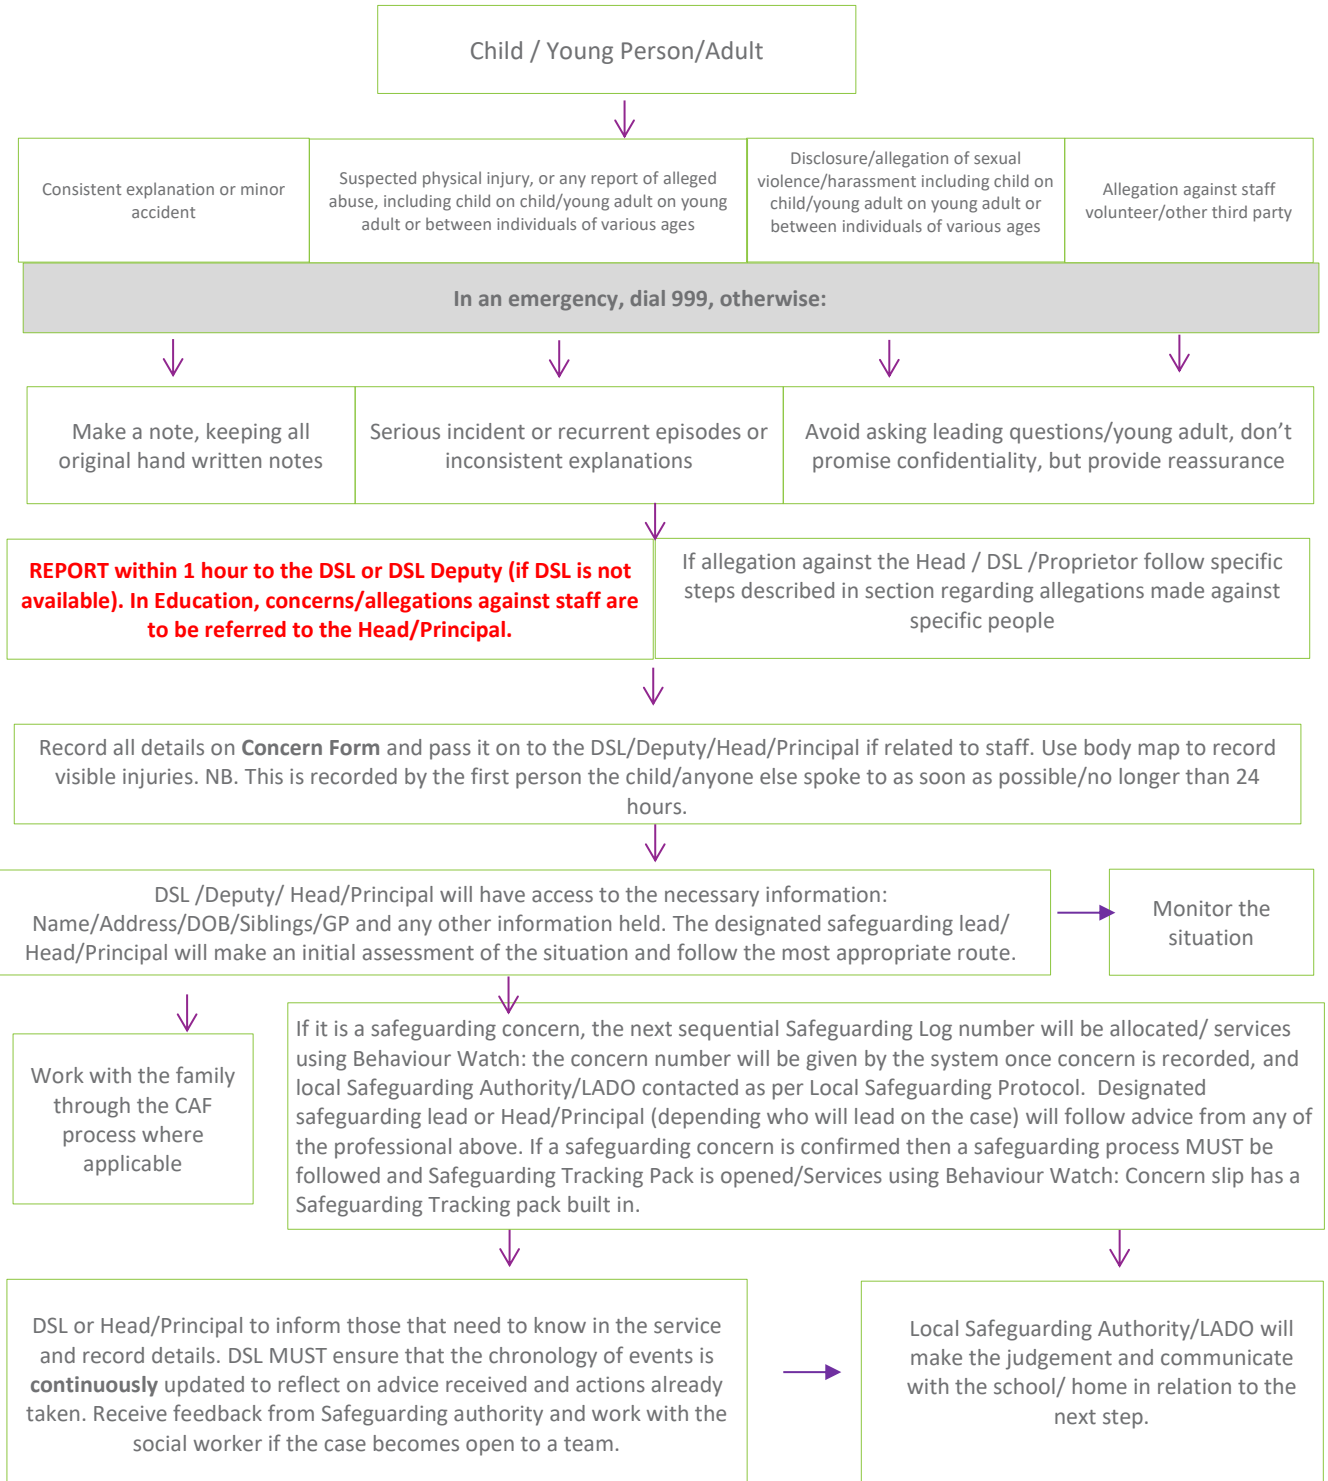 Child / Young Person/Adult
Consistent explanation or minor
accident
Suspected physical injury, or any report of alleged
abuse, including child on child/young adult on young
adult or between individuals of various ages
Disclosure/allegation of sexual
violence/harassment including child on
child/young adult on young adult or
between individuals of various ages
Allegation against staff
volunteer/other third party
In an emergency, dial 999, otherwise:
Make a note, keeping all
original hand written notes
Serious incident or recurrent episodes or
inconsistent explanations
Avoid asking leading questions/young adult, don’t
promise confidentiality, but provide reassurance
REPORT within 1 hour to the DSL or DSL Deputy (if DSL is not
available). In Education, concerns/allegations against staff are
to be referred to the Head/Principal.
If allegation against the Head / DSL /Proprietor follow specific
steps described in section regarding allegations made against
specific people
Record all details on Concern Form and pass it on to the DSL/Deputy/Head/Principal if related to staff. Use body map to record
visible injuries. NB. This is recorded by the first person the child/anyone else spoke to as soon as possible/no longer than 24
hours.
DSL /Deputy/ Head/Principal will have access to the necessary information:
Name/Address/DOB/Siblings/GP and any other information held. The designated safeguarding lead/
Head/Principal will make an initial assessment of the situation and follow the most appropriate route.
Monitor the
situation
Work with the family
through the CAF
process where
applicable
If it is a safeguarding concern, the next sequential Safeguarding Log number will be allocated/ services
using Behaviour Watch: the concern number will be given by the system once concern is recorded, and
local Safeguarding Authority/LADO contacted as per Local Safeguarding Protocol.  Designated
safeguarding lead or Head/Principal (depending who will lead on the case) will follow advice from any of
the professional above. If a safeguarding concern is confirmed then a safeguarding process MUST be
followed and Safeguarding Tracking Pack is opened/Services using Behaviour Watch: Concern slip has a
Safeguarding Tracking pack built in.
DSL or Head/Principal to inform those that need to know in the service
and record details. DSL MUST ensure that the chronology of events is
continuously updated to reflect on advice received and actions already
taken. Receive feedback from Safeguarding authority and work with the
social worker if the case becomes open to a team.
Local Safeguarding Authority/LADO will
make the judgement and communicate
with the school/ home in relation to the
next step.